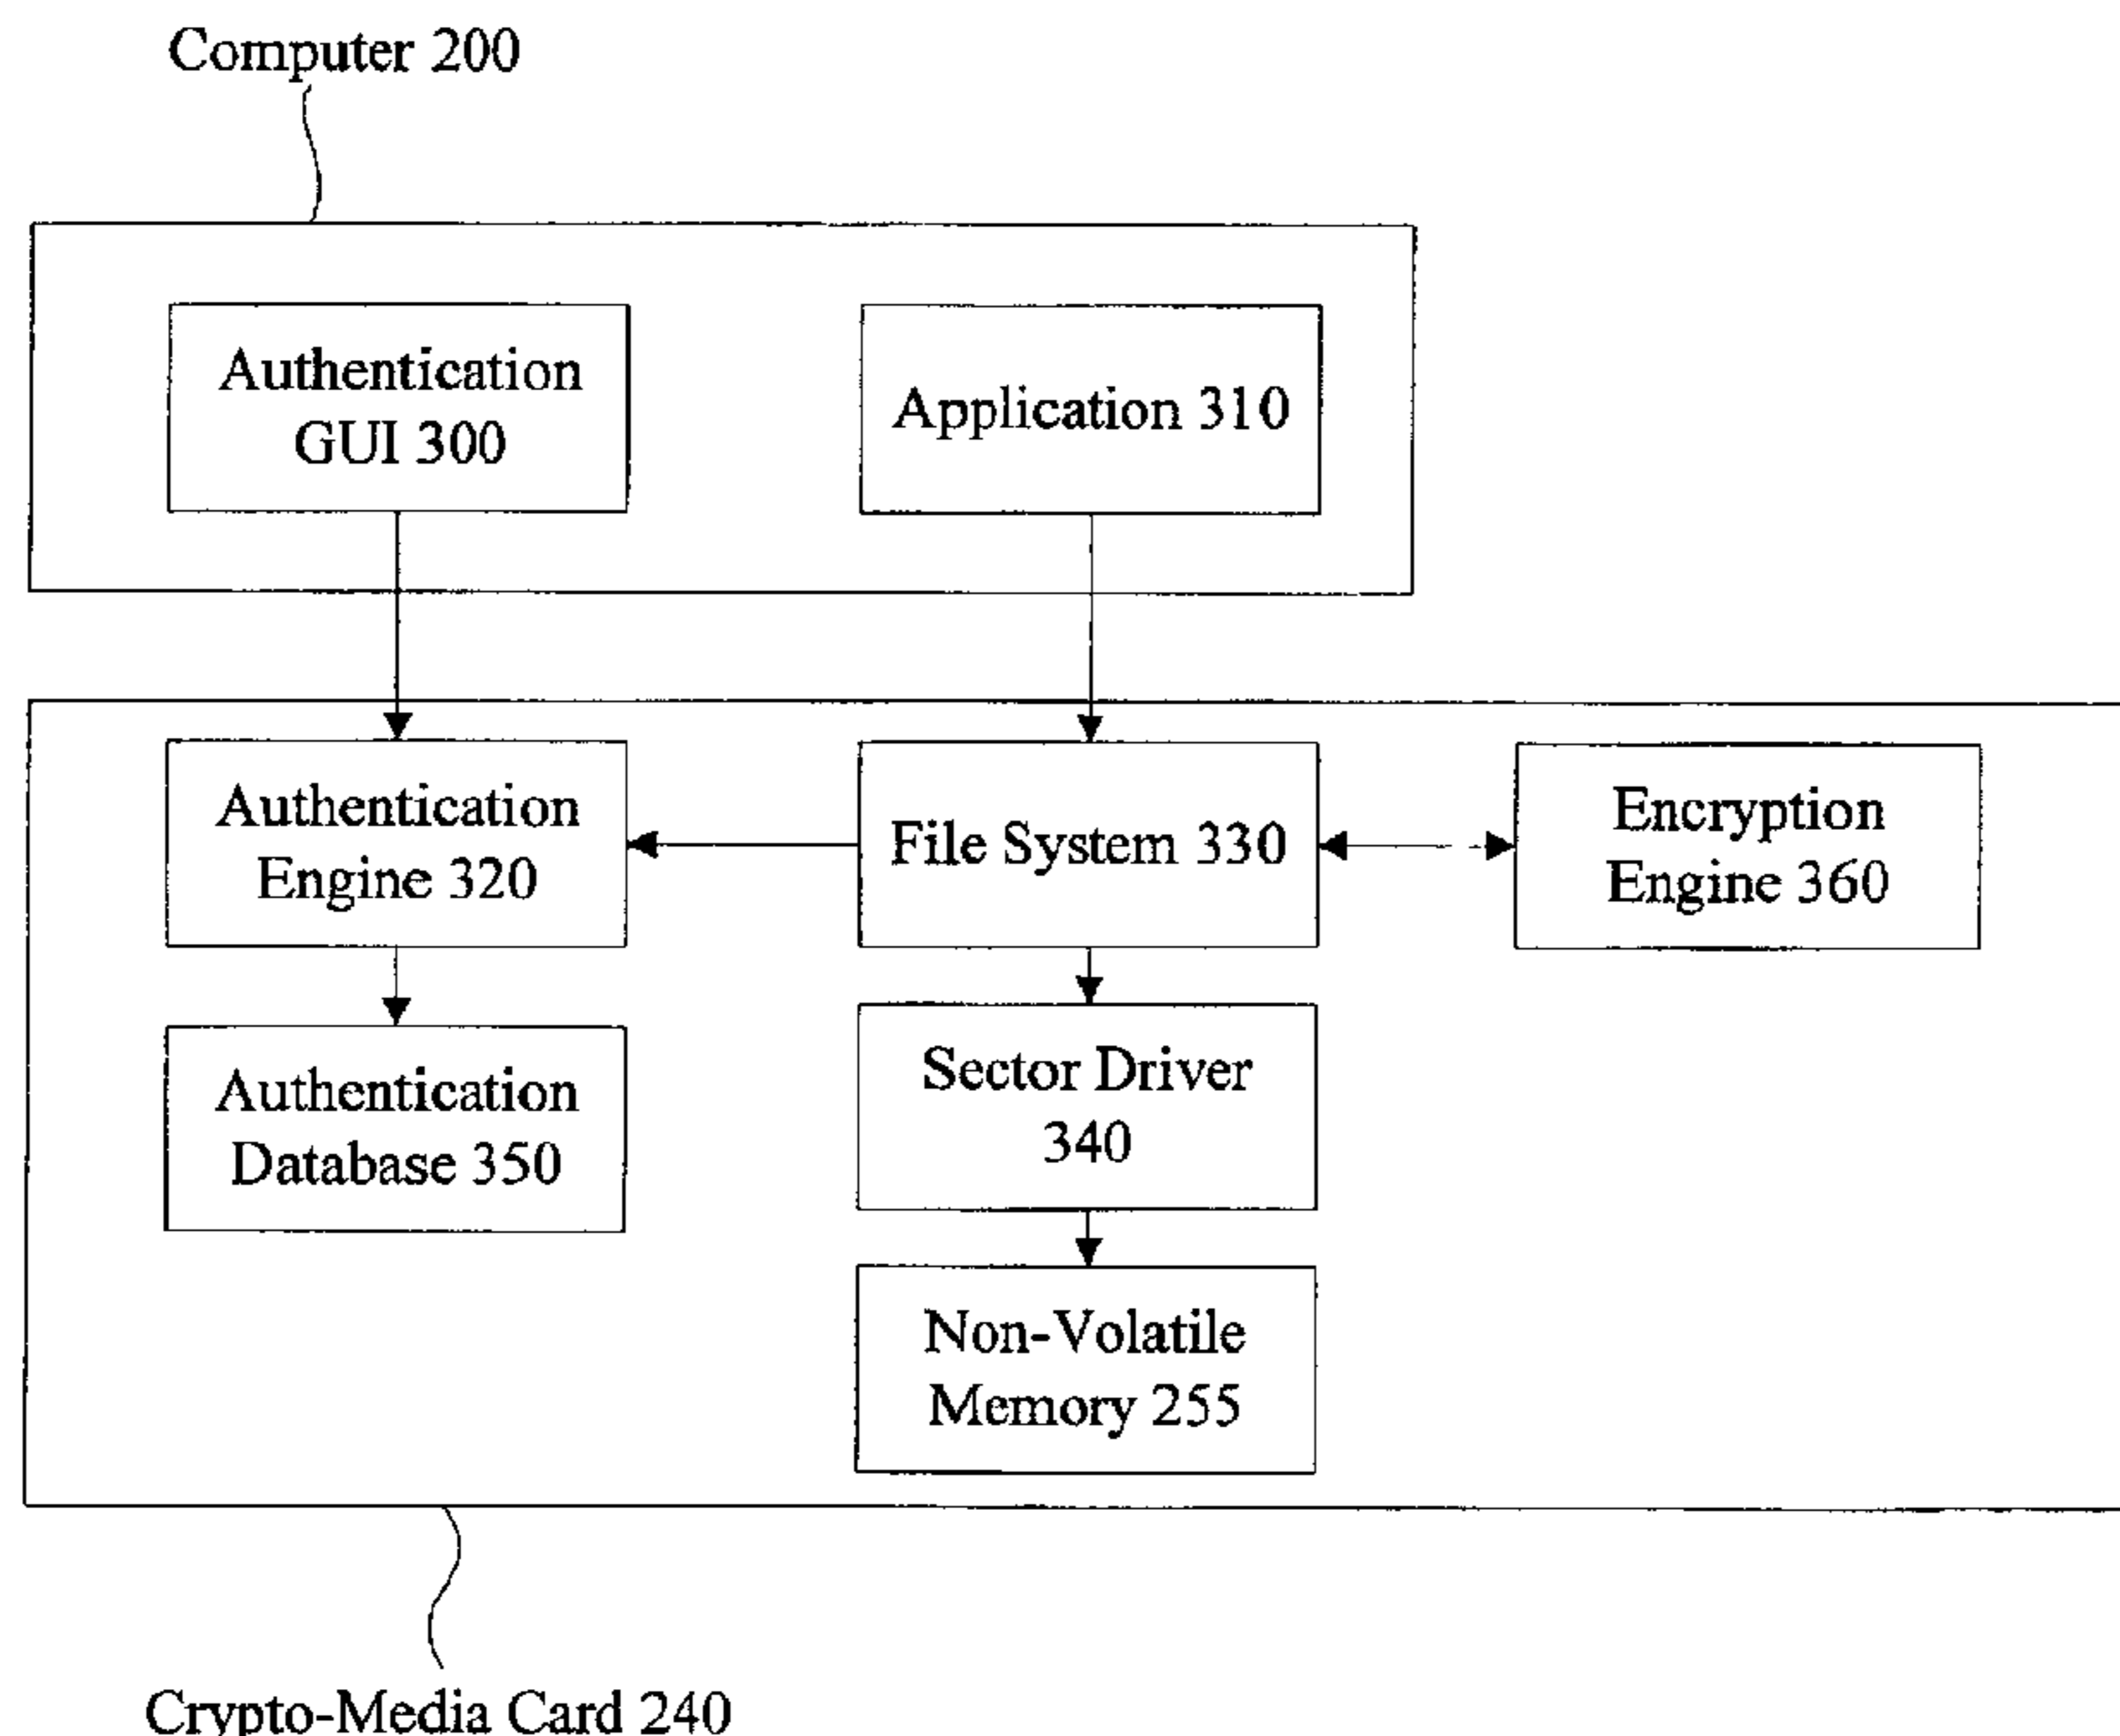 Computer 200
Authentication
GUI 300
Application 310
Authentication
Engine 320
File System 330
Encryption
Engine 360
Authentication
Database 350
Sector Driver
340
Non-Volatile
Memory 255
Crypto-Media Card 240